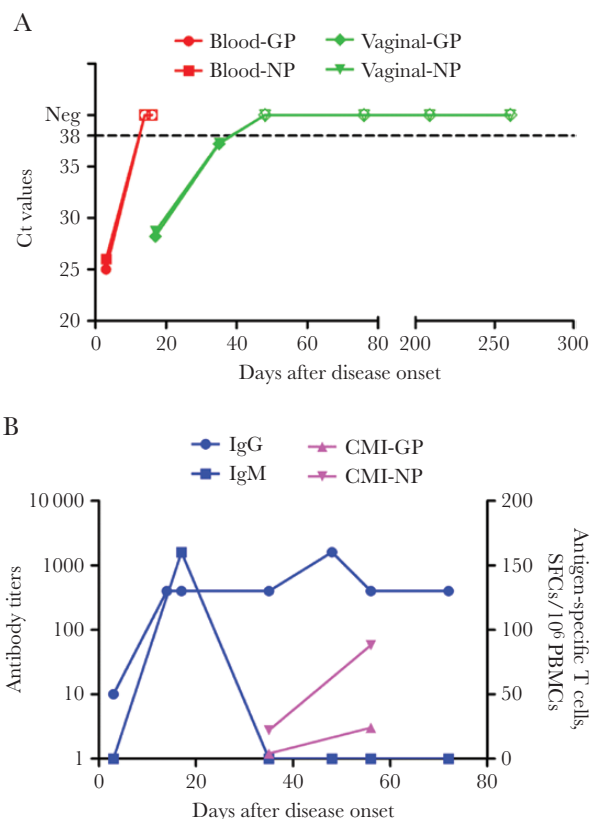 A
Blood-GP
Vaginal-GP
Blood-NP
Vaginal-NP
Neg
38
35
30
25
20
Ct values
0
20
40
60
80
200
250
300
Days after disease onset
B
IgG
CMI-GP
IgM
CMI-NP
10 000
1000
100
10
1
Antibody titers
200
150
100
50
0
Antigen-specific T cells,
SFCs/10⁶ PBMCs
0
20
40
60
80
Days after disease onset